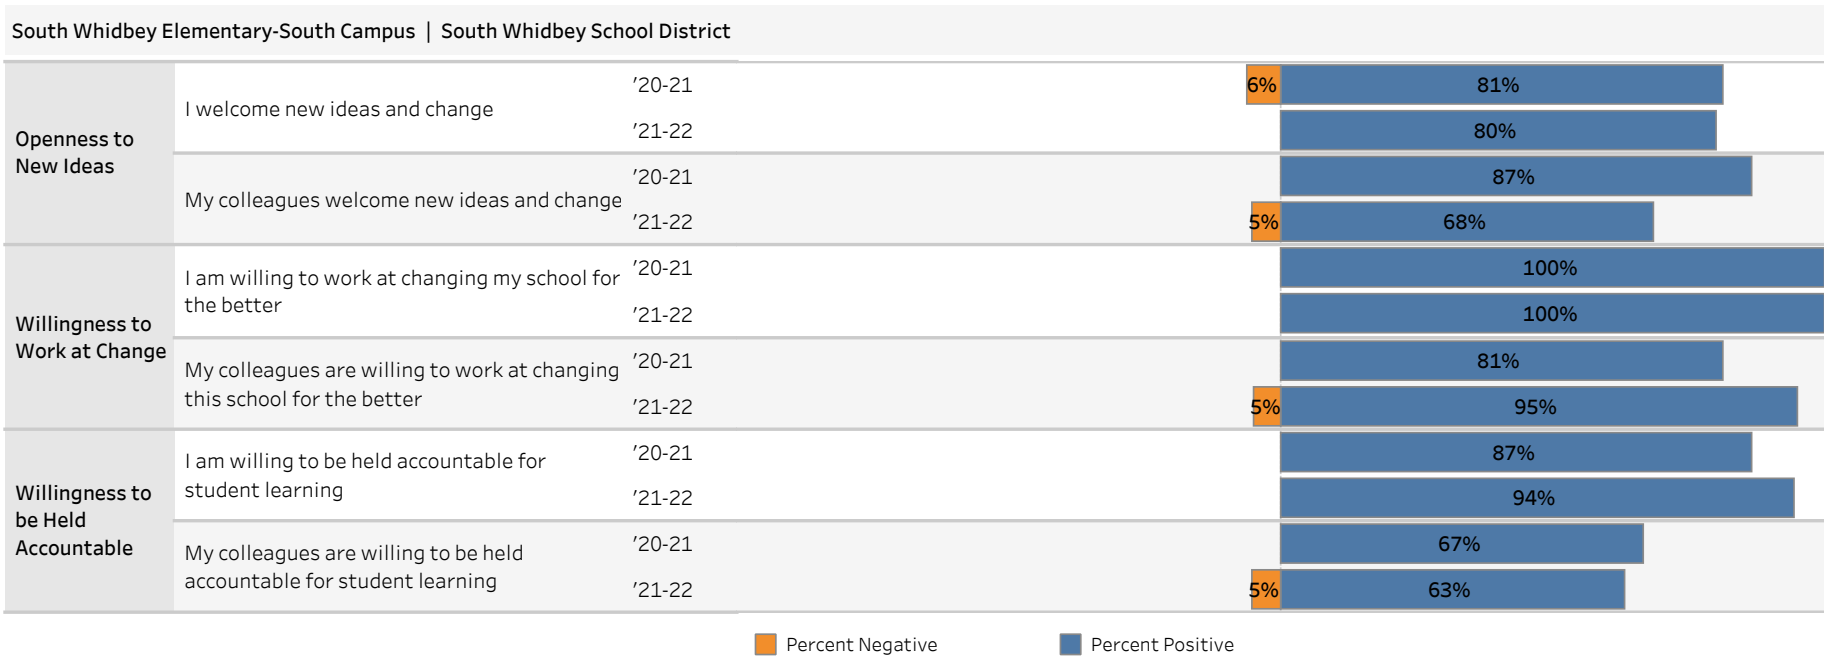 South Whidbey Elementary-South Campus | South Whidbey School District
Openness to
New Ideas
I welcome new ideas and change
'20-21
6%
81%
'21-22
80%
My colleagues welcome new ideas and change
'20-21
87%
'21-22
5%
68%
Willingness to
Work at Change
I am willing to work at changing my school for
the better
'20-21
100%
'21-22
100%
My colleagues are willing to work at changing
this school for the better
'20-21
81%
'21-22
5%
95%
Willingness to
be Held
Accountable
I am willing to be held accountable for
student learning
'20-21
87%
'21-22
94%
My colleagues are willing to be held
accountable for student learning
'20-21
67%
'21-22
5%
63%
Percent Negative
Percent Positive